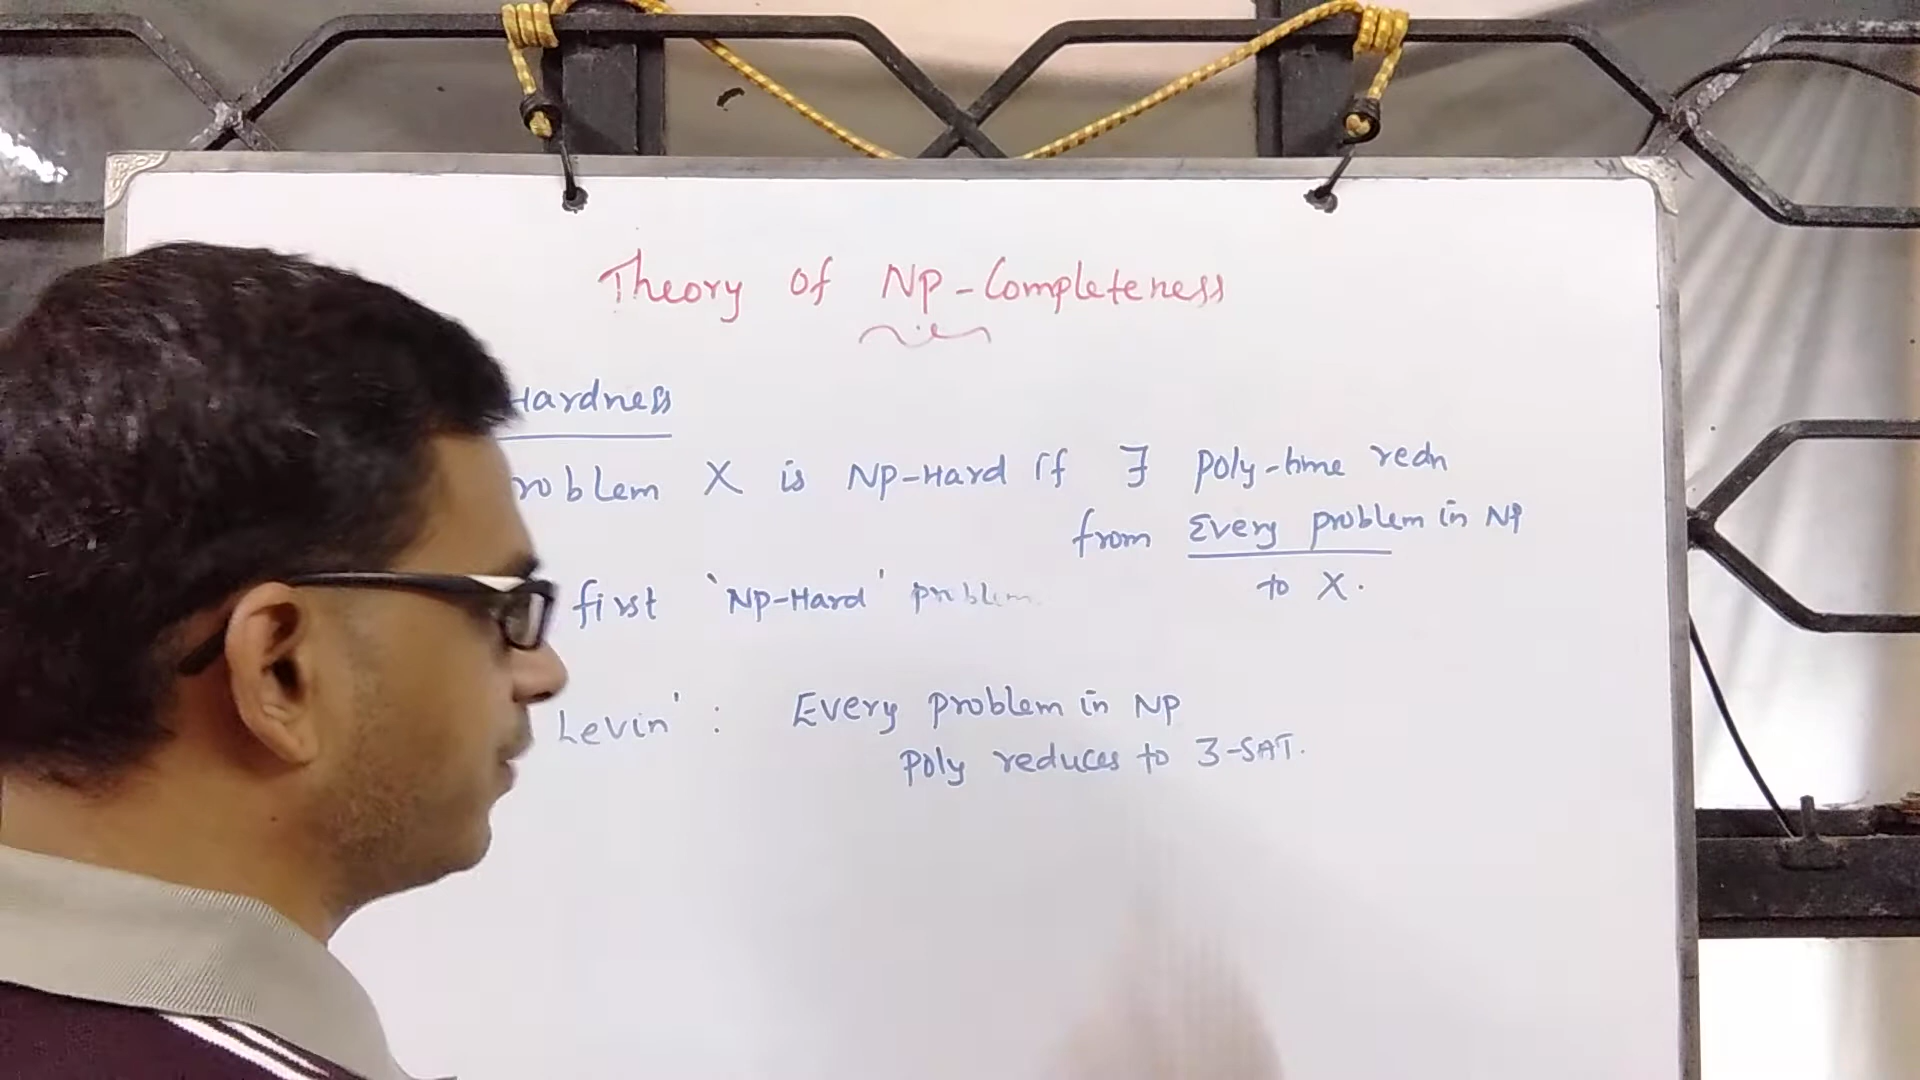 Theory of NP-Completeness
Hardness
roblem X is NP-Hard if ∃ poly-time redn
from Every problem in NP
to X.
first 'NP-Hard' problem
Levin' : Every problem in NP
poly reduces to 3-SAT.